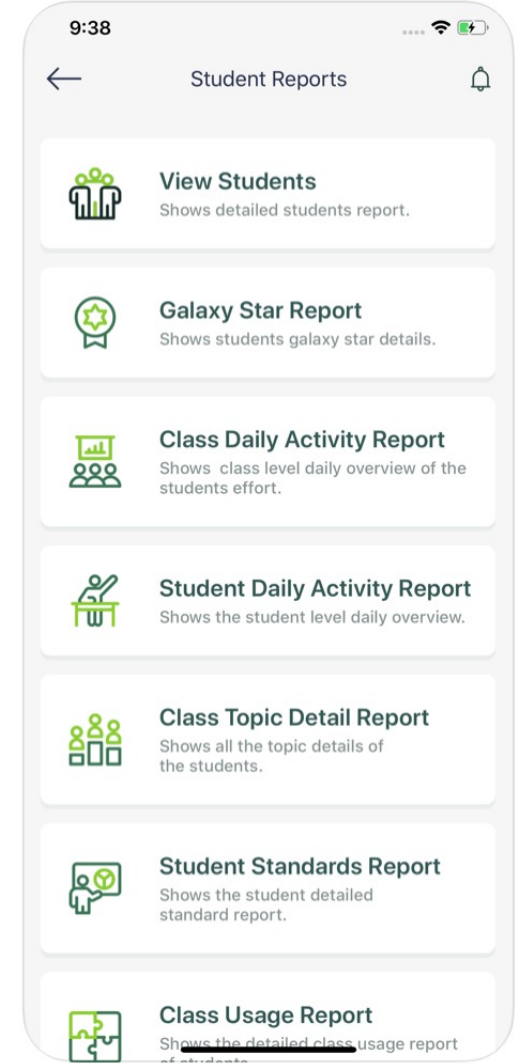 9:38
Student Reports
View Students
Shows detailed students report.
Galaxy Star Report
Shows students galaxy star details.
Class Daily Activity Report
Shows class level daily overview of the
students effort.
Student Daily Activity Report
Shows the student level daily overview.
Class Topic Detail Report
Shows all the topic details of
the students.
Student Standards Report
Shows the student detailed
standard report.
Class Usage Report
Shows the detailed class usage report
of students